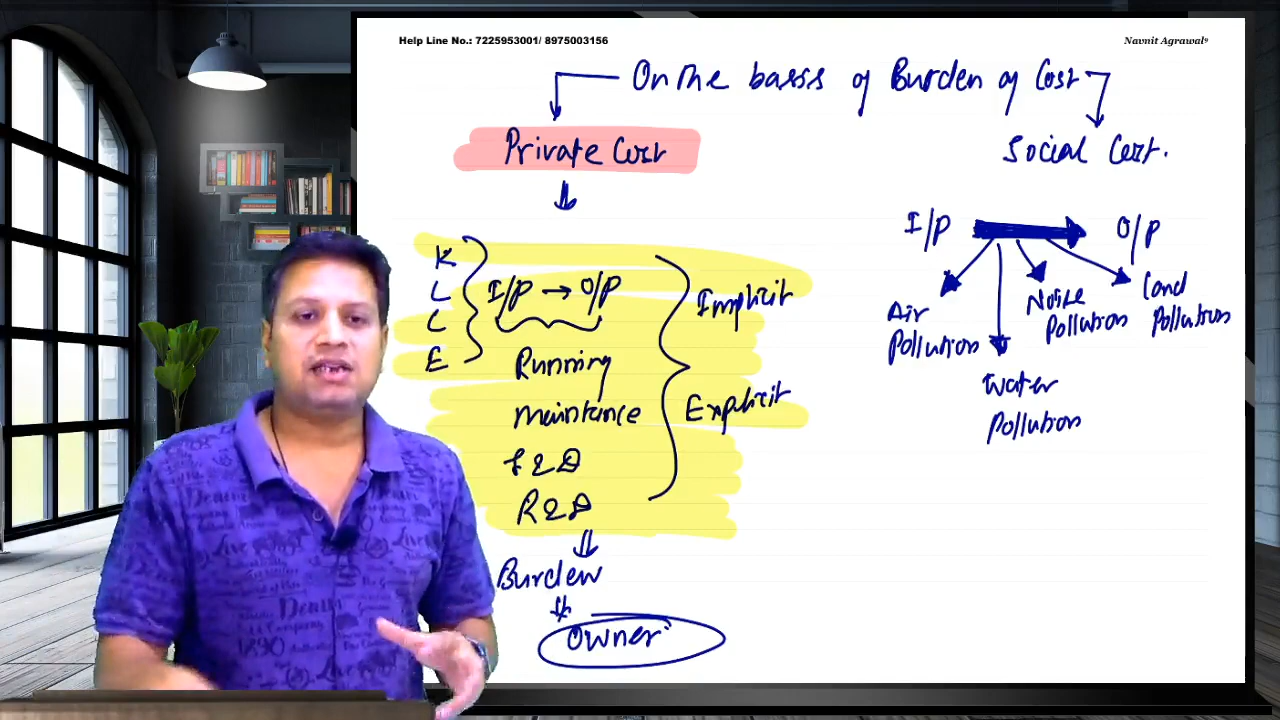 Help Line No.: 7225953001/ 8975003156
Navnit Agrawal9
On the basis of Burden of Cost
Private Cost
Social Cost.
K
L
L
E
I/P → O/P
Running
maintance
R&D
Implicit
Explicit
Burden
Owner
I/P
O/P
Air
Pollution
Water
Pollution
Noise
Pollution
Land
Pollution